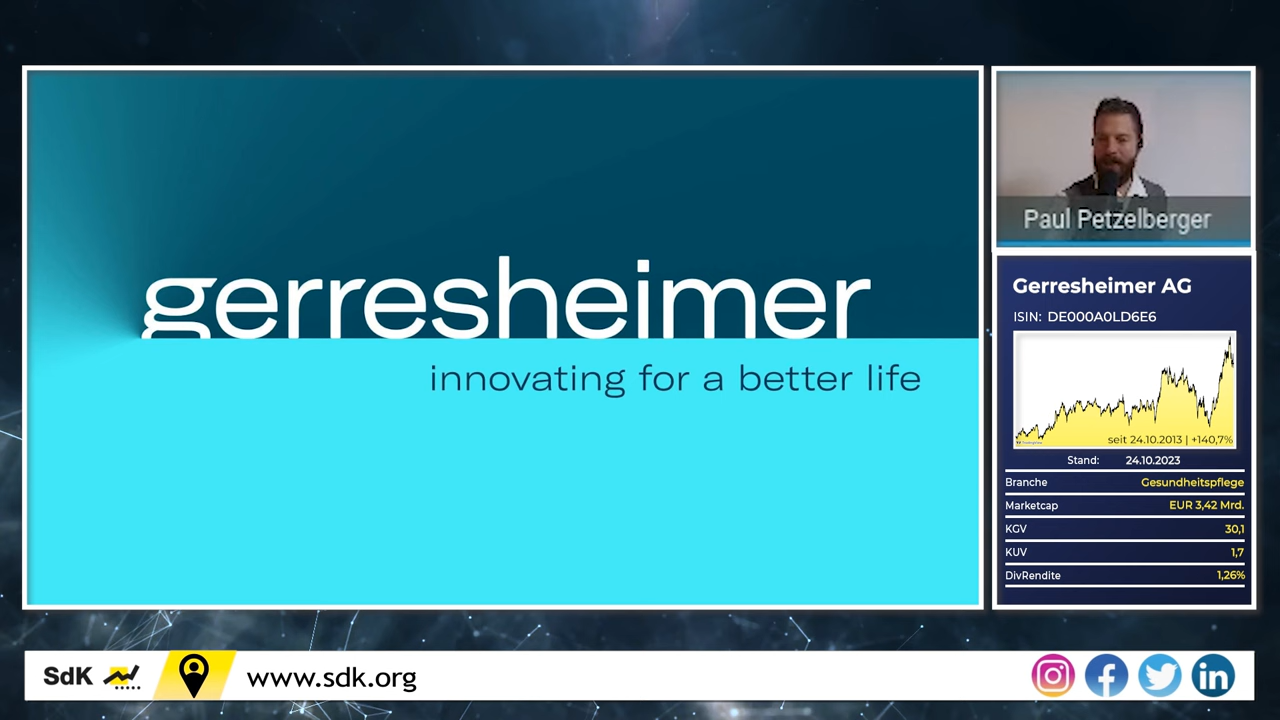 gerresheimer
innovating for a better life
Paul Petzelberger
Gerresheimer AG
ISIN: DE000A0LD6E6
seit 24.10.2013 | +140,7%
Stand: 24.10.2023
Branche Gesundheitspflege
Marketcap EUR 3,42 Mrd.
KGV 30,1
KUV 1,7
DivRendite 1,26%
SdK www.sdk.org